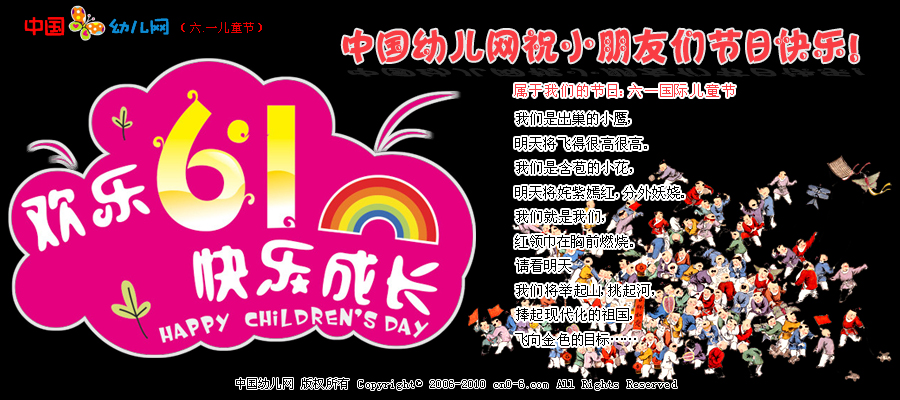 中国幼儿网（六.一儿童节）
中国幼儿网祝小朋友们节日快乐！
欢乐61
快乐成长
HAPPY CHiLDREN'S DAY
属于我们的节日：六一国际儿童节
我们是出巢的小鹰，
明天将飞得很高很高。
我们是含苞的小花，
明天将姹紫嫣红，分外妖娆。
我们就是我们，
红领巾在胸前燃烧。
请看明天
我们将举起山，挑起河，
捧起现代化的祖国，
飞向金色的目标……
中国幼儿网 版权所有 Copyright© 2006-2010 cn0-6.com All Rights Reserved